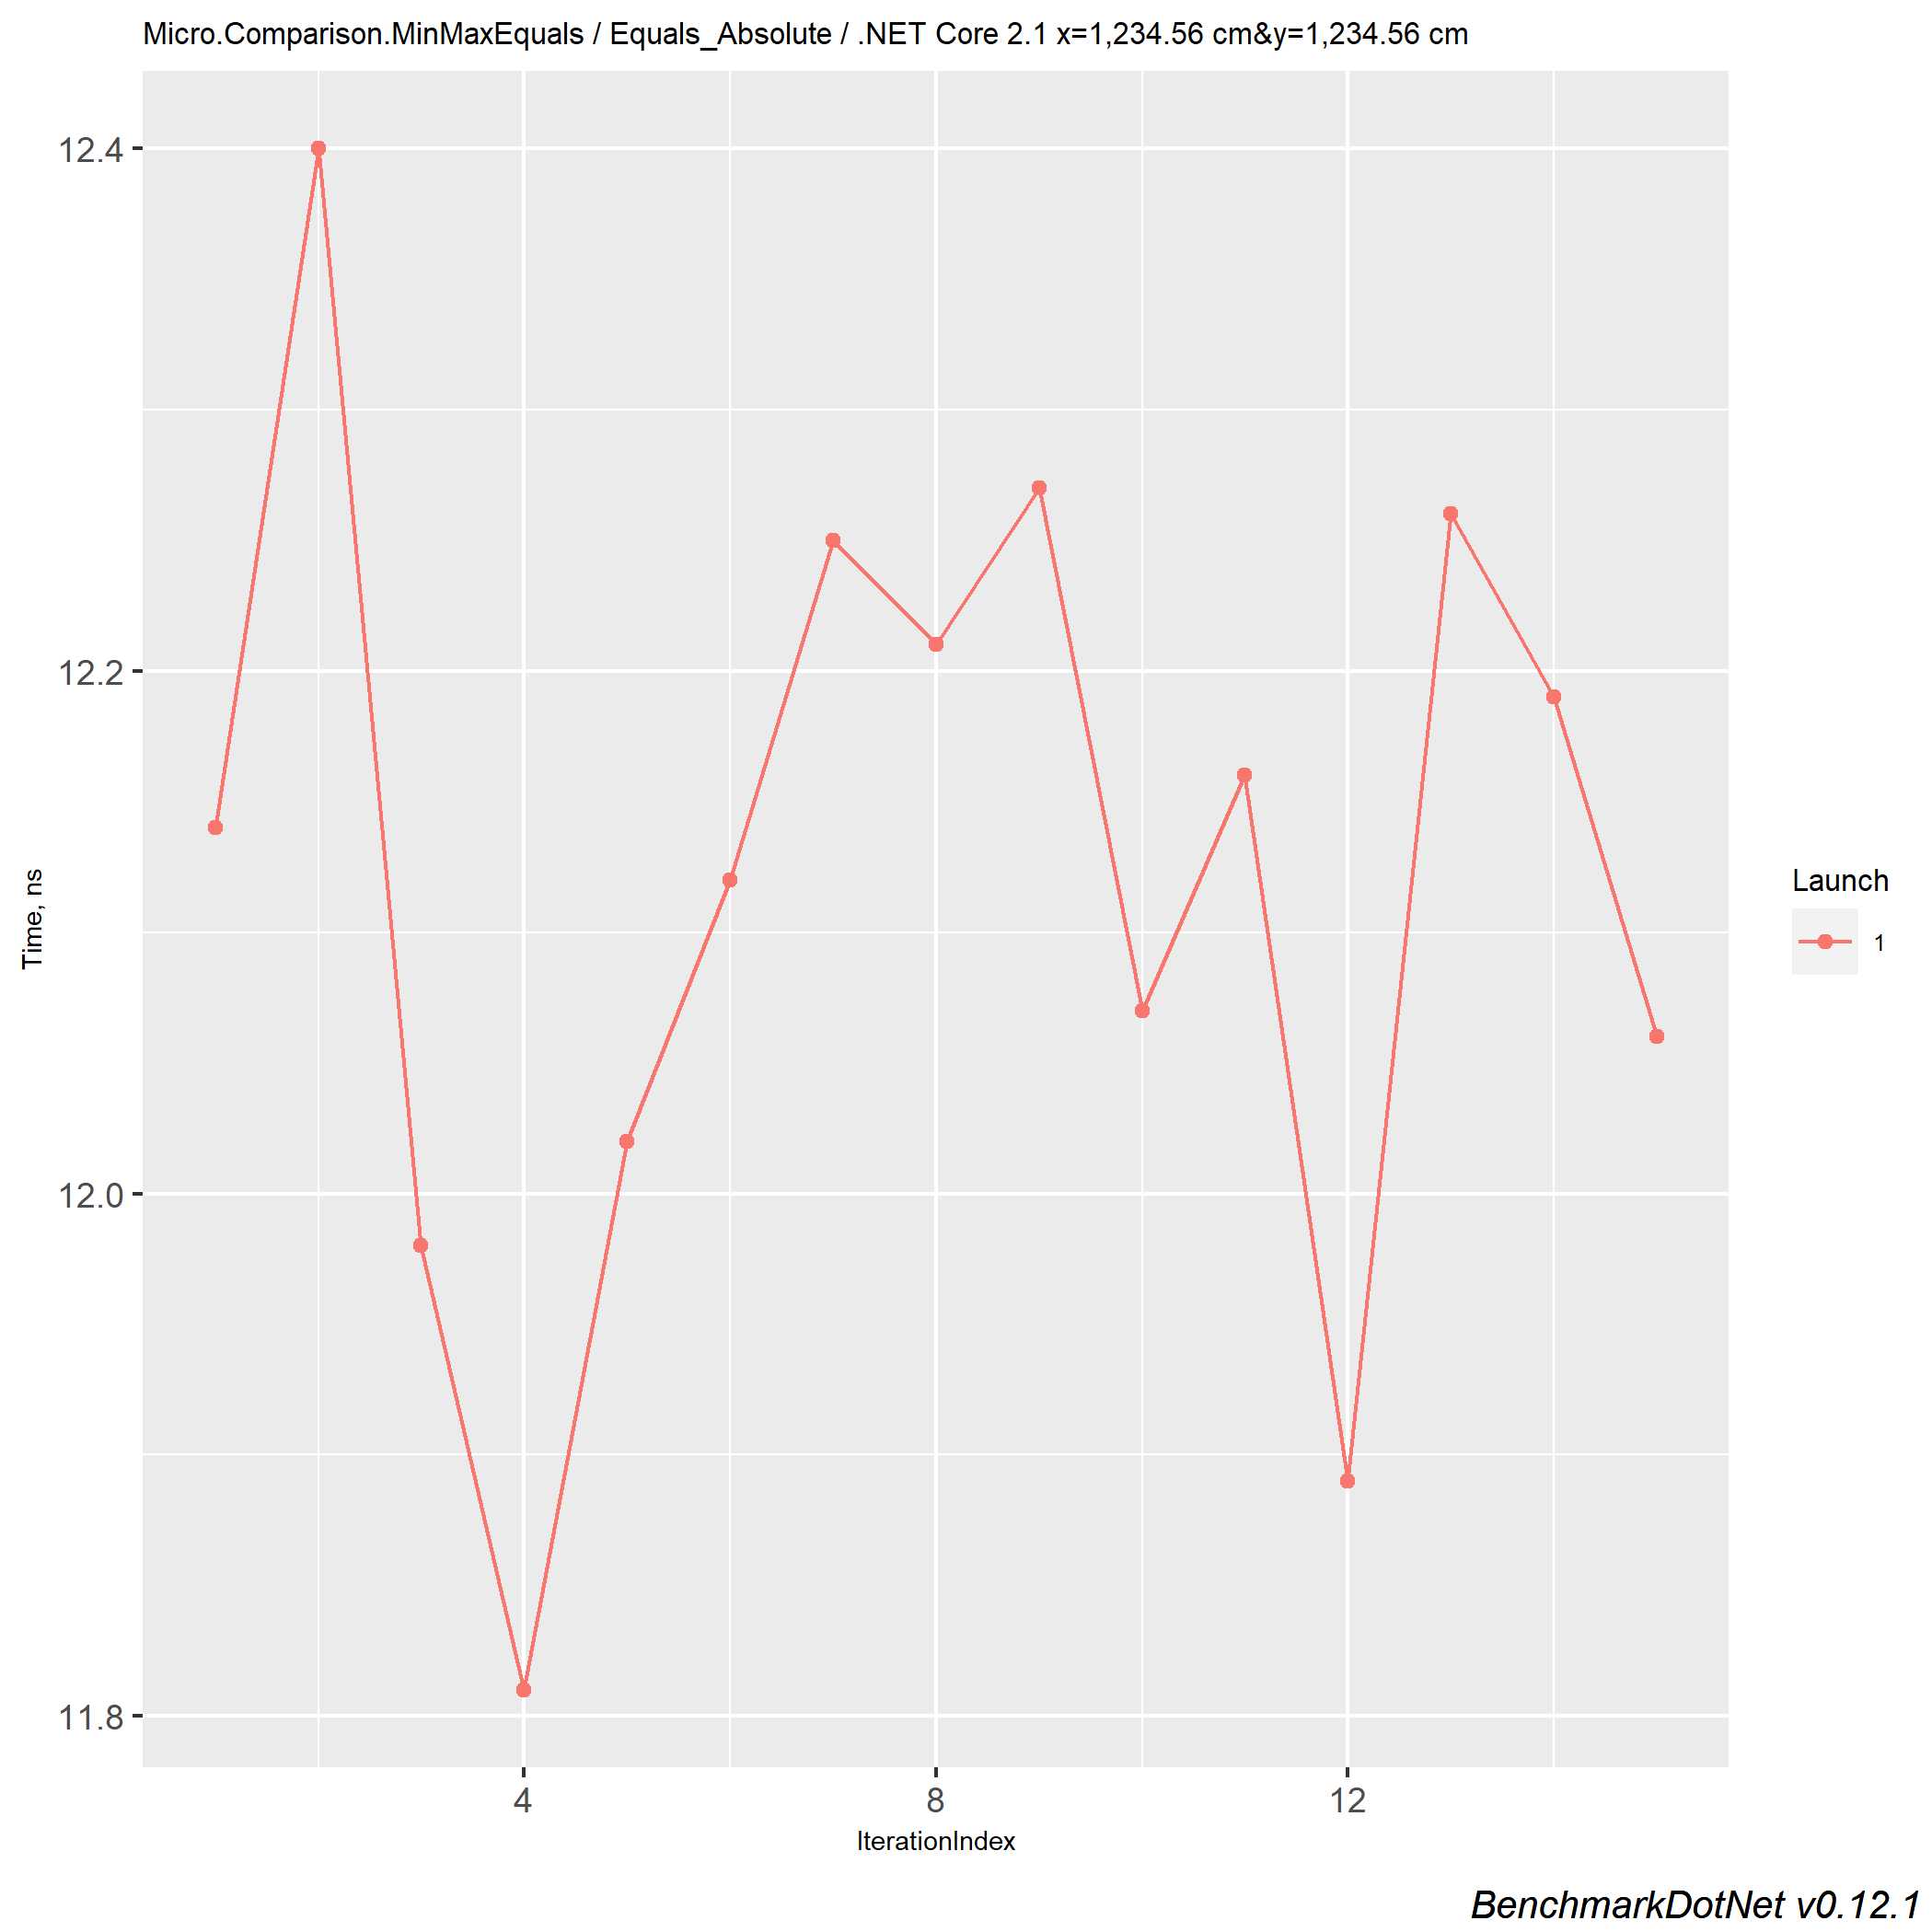 Micro.Comparison.MinMaxEquals / Equals_Absolute / .NET Core 2.1 x=1,234.56 cm&y=1,234.56 cm
12.4
12.2
12.0
11.8
Time, ns
4
8
12
IterationIndex
Launch
1
BenchmarkDotNet v0.12.1